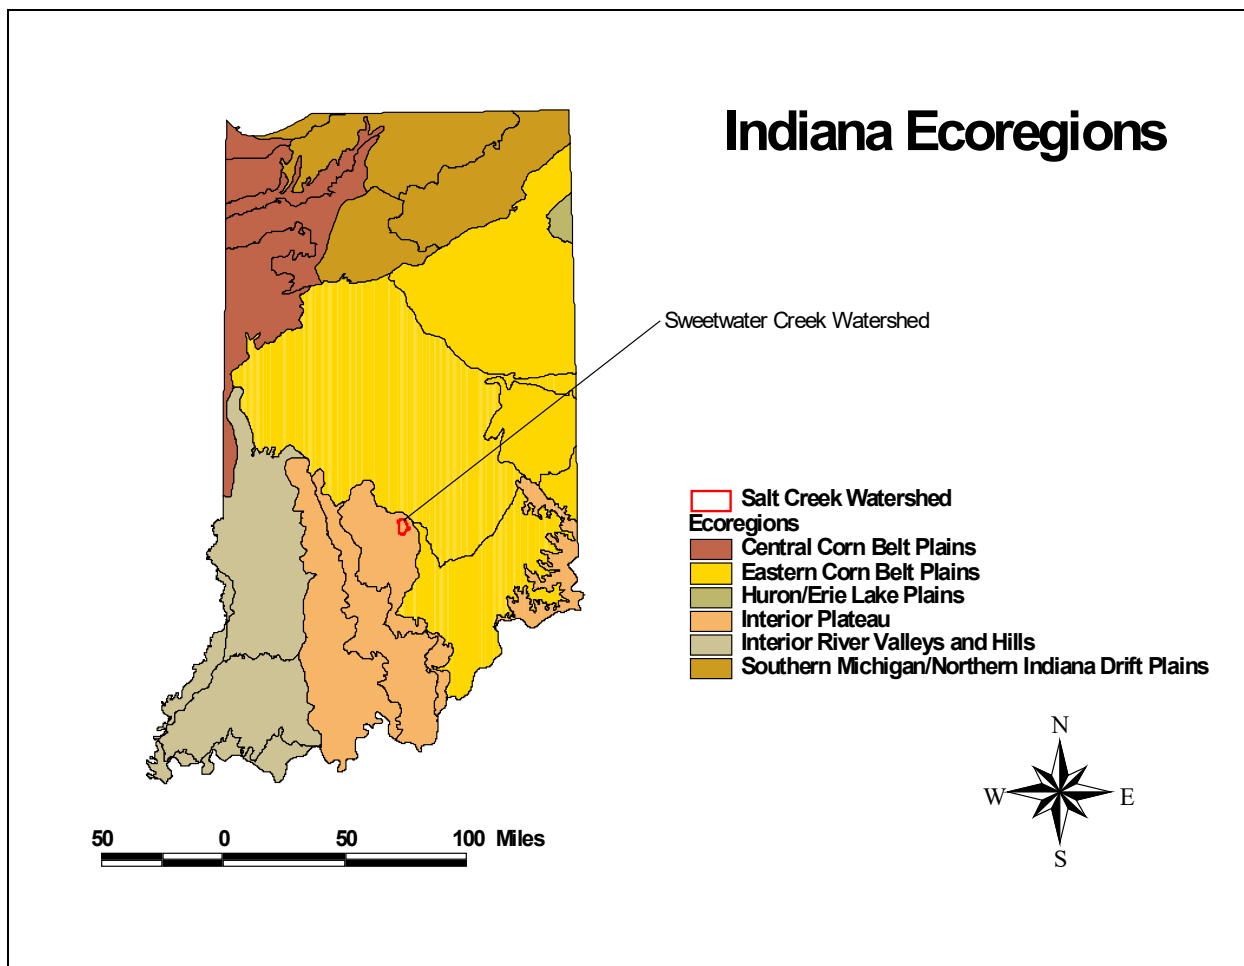 Indiana Ecoregions
Sweetwater Creek Watershed
Salt Creek Watershed
Ecoregions
Central Corn Belt Plains
Eastern Corn Belt Plains
Huron/Erie Lake Plains
Interior Plateau
Interior River Valleys and Hills
Southern Michigan/Northern Indiana Drift Plains
N
W E
S
50 0 50 100 Miles